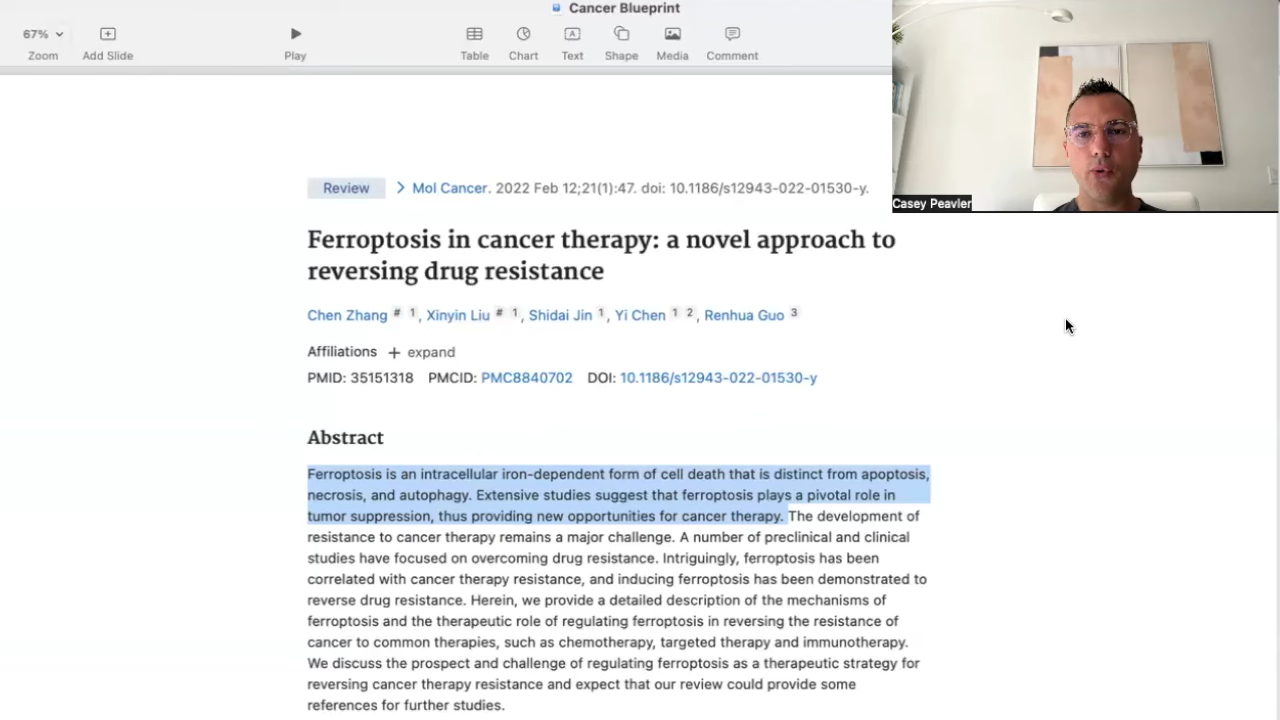 Cancer Blueprint
67%
Zoom
Add Slide
Play
Table
Chart
Text
Shape
Media
Comment
Casey Peavler
Review > Mol Cancer. 2022 Feb 12;21(1):47. doi: 10.1186/s12943-022-01530-y.
Ferroptosis in cancer therapy: a novel approach to
reversing drug resistance
Chen Zhang # 1, Xinyin Liu # 1, Shidai Jin 1, Yi Chen 1 2, Renhua Guo 3
Affiliations + expand
PMID: 35151318 PMCID: PMC8840702 DOI: 10.1186/s12943-022-01530-y
Abstract
Ferroptosis is an intracellular iron-dependent form of cell death that is distinct from apoptosis,
necrosis, and autophagy. Extensive studies suggest that ferroptosis plays a pivotal role in
tumor suppression, thus providing new opportunities for cancer therapy. The development of
resistance to cancer therapy remains a major challenge. A number of preclinical and clinical
studies have focused on overcoming drug resistance. Intriguingly, ferroptosis has been
correlated with cancer therapy resistance, and inducing ferroptosis has been demonstrated to
reverse drug resistance. Herein, we provide a detailed description of the mechanisms of
ferroptosis and the therapeutic role of regulating ferroptosis in reversing the resistance of
cancer to common therapies, such as chemotherapy, targeted therapy and immunotherapy.
We discuss the prospect and challenge of regulating ferroptosis as a therapeutic strategy for
reversing cancer therapy resistance and expect that our review could provide some
references for further studies.